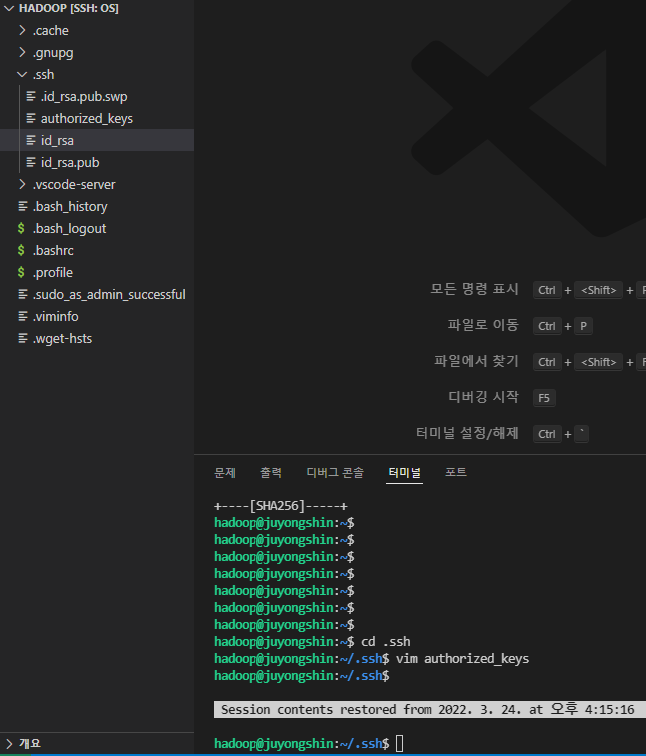 HADOOP [SSH: OS]
.cache
.gnupg
.ssh
.id_rsa.pub.swp
authorized_keys
id_rsa
id_rsa.pub
.vscode-server
.bash_history
$ .bash_logout
$ .bashrc
$ .profile
.sudo_as_admin_successful
.viminfo
.wget-hsts
개요
모든 명령 표시 Ctrl + <Shift> +
파일로 이동 Ctrl + P
파일에서 찾기 Ctrl + <Shift> +
디버깅 시작 F5
터미널 설정/해제 Ctrl + `
문제 출력 디버그 콘솔 터미널 포트
+----[SHA256]-----+
hadoop@juyongshin:~$
hadoop@juyongshin:~$
hadoop@juyongshin:~$
hadoop@juyongshin:~$
hadoop@juyongshin:~$
hadoop@juyongshin:~$
hadoop@juyongshin:~$
hadoop@juyongshin:~$ cd .ssh
hadoop@juyongshin:~/.ssh$ vim authorized_keys
hadoop@juyongshin:~/.ssh$
Session contents restored from 2022. 3. 24. at 오후 4:15:16
hadoop@juyongshin:~/.ssh$